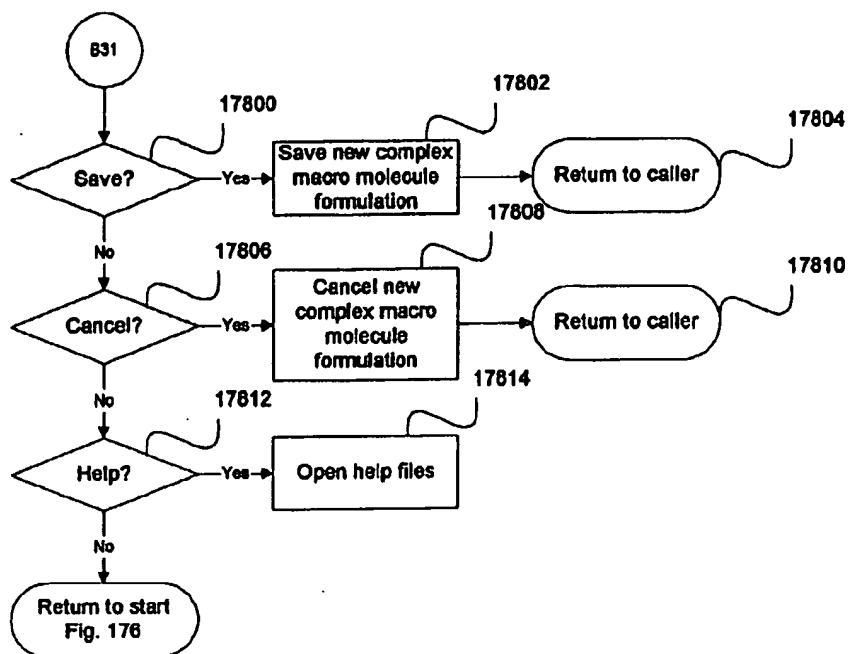 B31
17800
17802
17804
Save?
Yes
Save new complex
macro molecule
formulation
Return to caller
No
17806
17808
17810
Cancel?
Yes
Cancel new
complex macro
molecule
formulation
Return to caller
No
17812
17814
Help?
Yes
Open help files
No
Return to start
Fig. 176